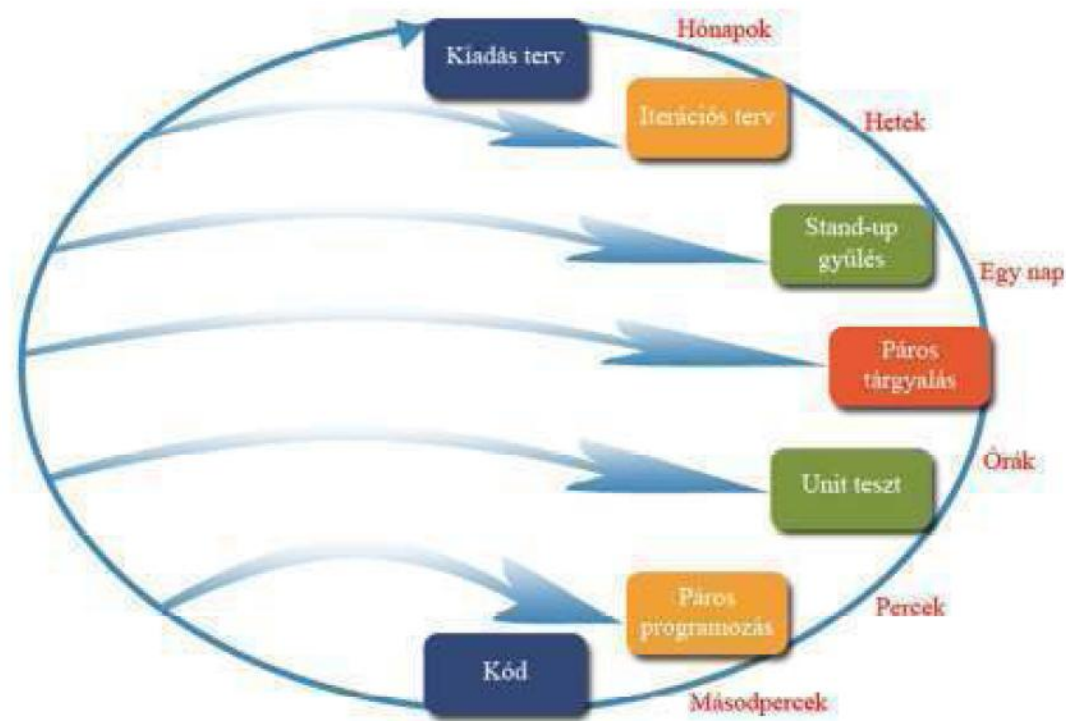 Hónapok
Kiadás terv
Iterációs terv
Hetek
Stand-up
gyűlés
Egy nap
Páros
tárgyalás
Órák
Unit teszt
Percek
Páros
programozás
Kód
Másodpercek